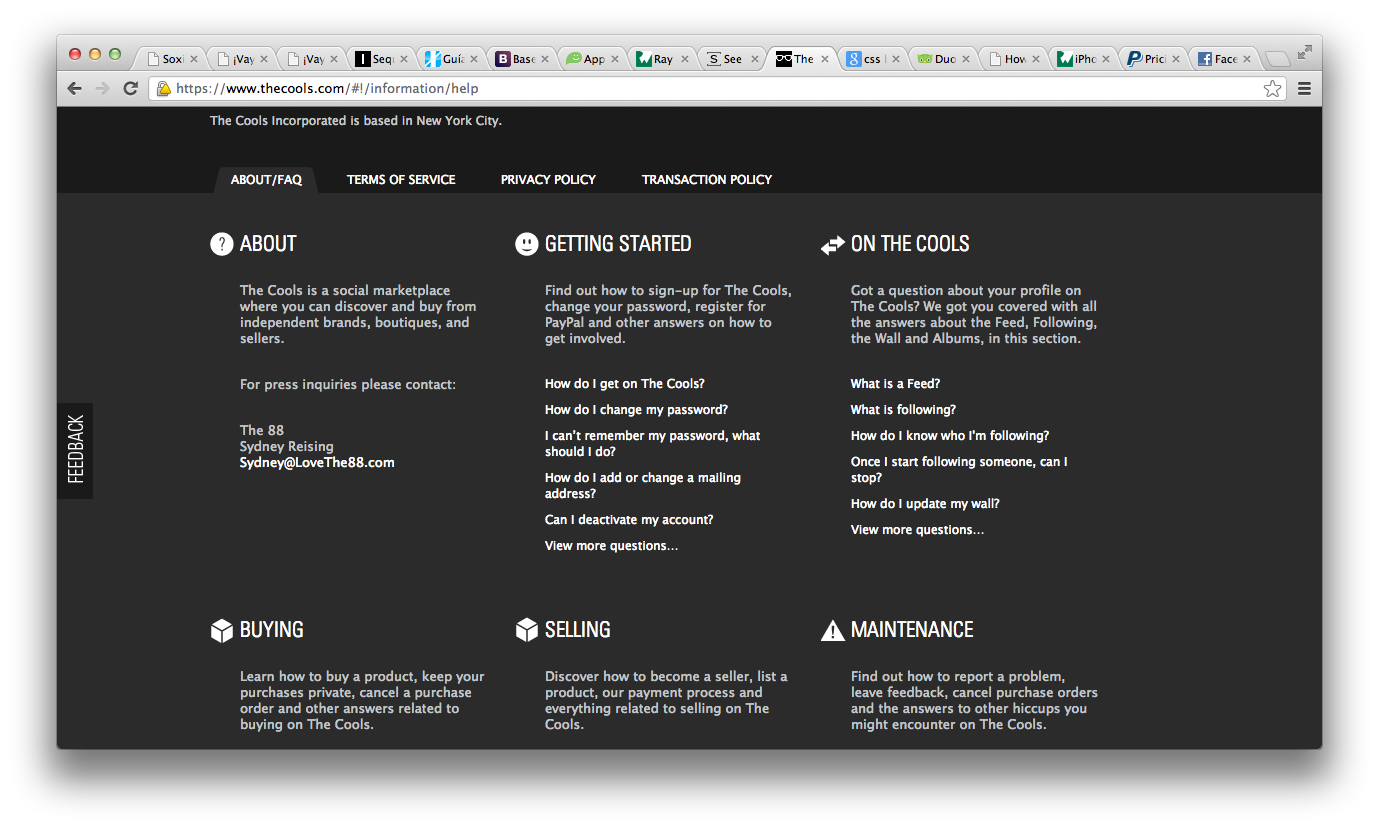 Soxi
¡Vay
¡Vay
Sequ
Guía
Base
App
Ray
See
The
css
Duo
How
iPho
Prici
Face
https://www.thecools.com/#!/information/help
The Cools Incorporated is based in New York City.
ABOUT/FAQ TERMS OF SERVICE PRIVACY POLICY TRANSACTION POLICY
ABOUT
The Cools is a social marketplace
where you can discover and buy from
independent brands, boutiques, and
sellers.
For press inquiries please contact:
The 88
Sydney Reising
Sydney@LoveThe88.com
GETTING STARTED
Find out how to sign-up for The Cools,
change your password, register for
PayPal and other answers on how to
get involved.
How do I get on The Cools?
How do I change my password?
I can't remember my password, what
should I do?
How do I add or change a mailing
address?
Can I deactivate my account?
View more questions...
ON THE COOLS
Got a question about your profile on
The Cools? We got you covered with all
the answers about the Feed, Following,
the Wall and Albums, in this section.
What is a Feed?
What is following?
How do I know who I'm following?
Once I start following someone, can I
stop?
How do I update my wall?
View more questions...
FEEDBACK
BUYING
Learn how to buy a product, keep your
purchases private, cancel a purchase
order and other answers related to
buying on The Cools.
SELLING
Discover how to become a seller, list a
product, our payment process and
everything related to selling on The
Cools.
MAINTENANCE
Find out how to report a problem,
leave feedback, cancel purchase orders
and the answers to other hiccups you
might encounter on The Cools.